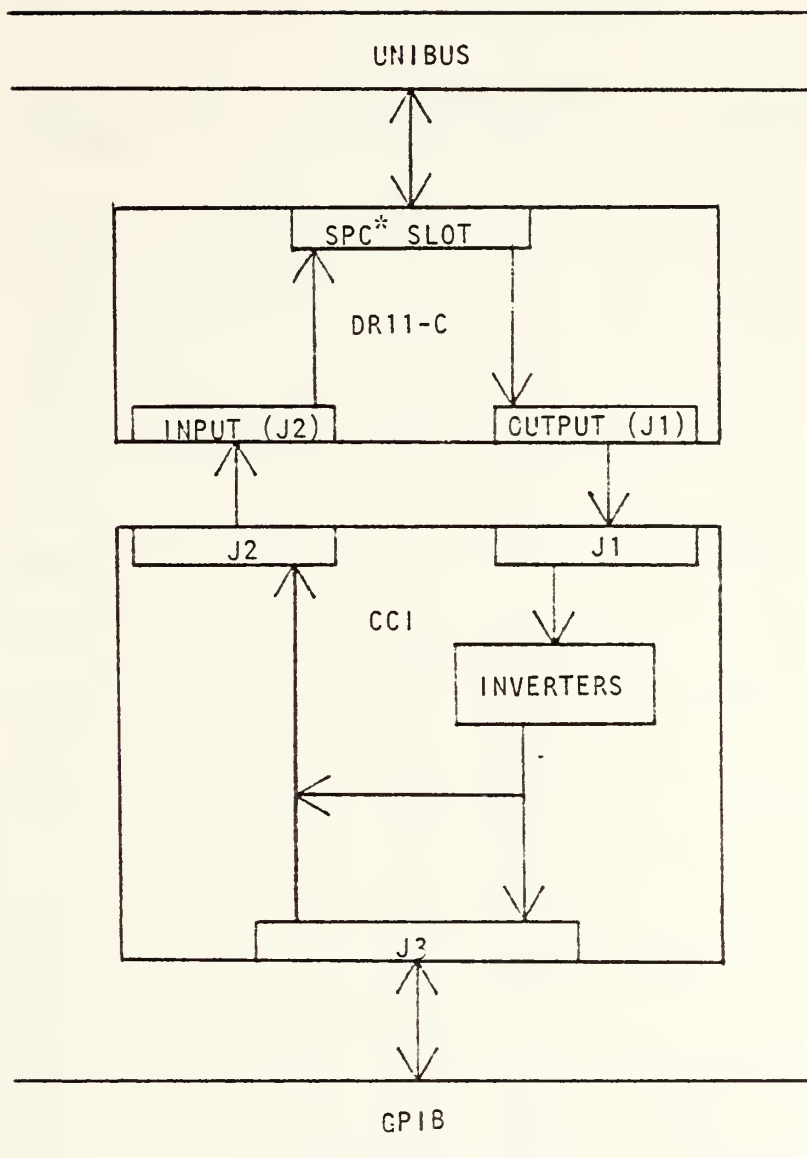 UNIBUS
SPC* SLOT
DR11-C
INPUT (J2)
OUTPUT (J1)
J2
J1
CCI
INVERTERS
J3
GPIB